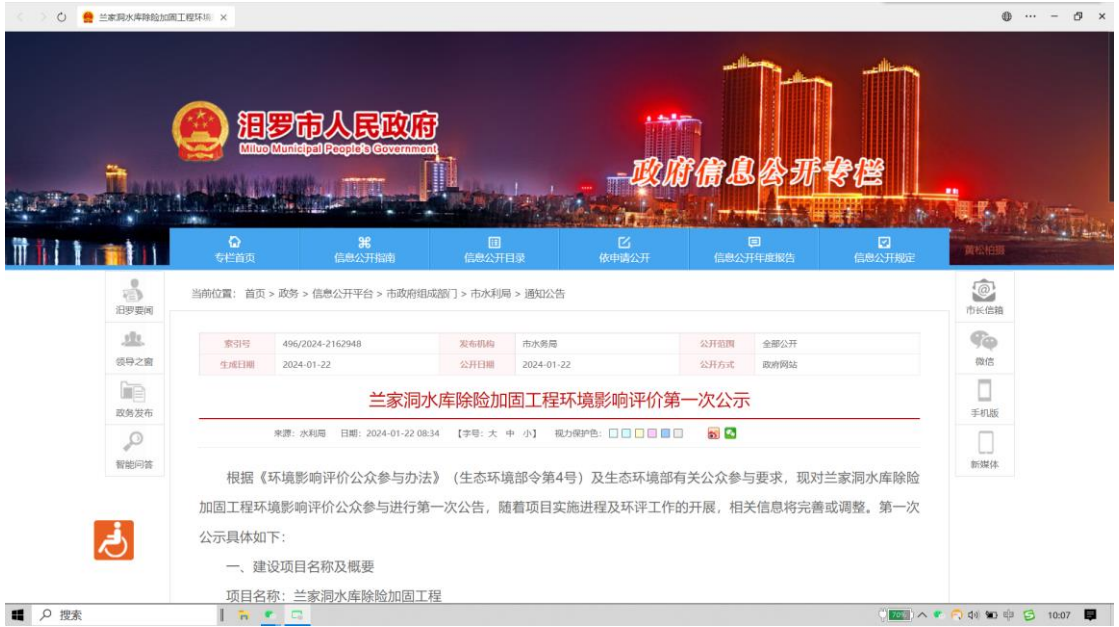 兰家洞水库除险加固工程环境
汨罗市人民政府
Miluo Municipal People's Government
政府信息公开专栏
黄松柏摄
专栏首页 信息公开指南 信息公开目录 依申请公开 信息公开年度报告 信息公开规定
汨罗要闻
领导之窗
政务发布
智能问答
当前位置: 首页 > 政务 > 信息公开平台 > 市政府组成部门 > 市水利局 > 通知公告
市长信箱
微信
手机版
新媒体
索引号 496/2024-2162948 发布机构 市水务局 公开范围 全部公开
生成日期 2024-01-22 公开日期 2024-01-22 公开方式 政府网站
兰家洞水库除险加固工程环境影响评价第一次公示
来源: 水利局 日期: 2024-01-22 08:34 【字号: 大 中 小】 视力保护色:
根据《环境影响评价公众参与办法》（生态环境部令第4号）及生态环境部有关公众参与要求，现对兰家洞水库除险
加固工程环境影响评价公众参与进行第一次公告，随着项目实施进程及环评工作的开展，相关信息将完善或调整。第一次
公示具体如下：
一、建设项目名称及概要
项目名称：兰家洞水库除险加固工程
搜索
70%
10:07